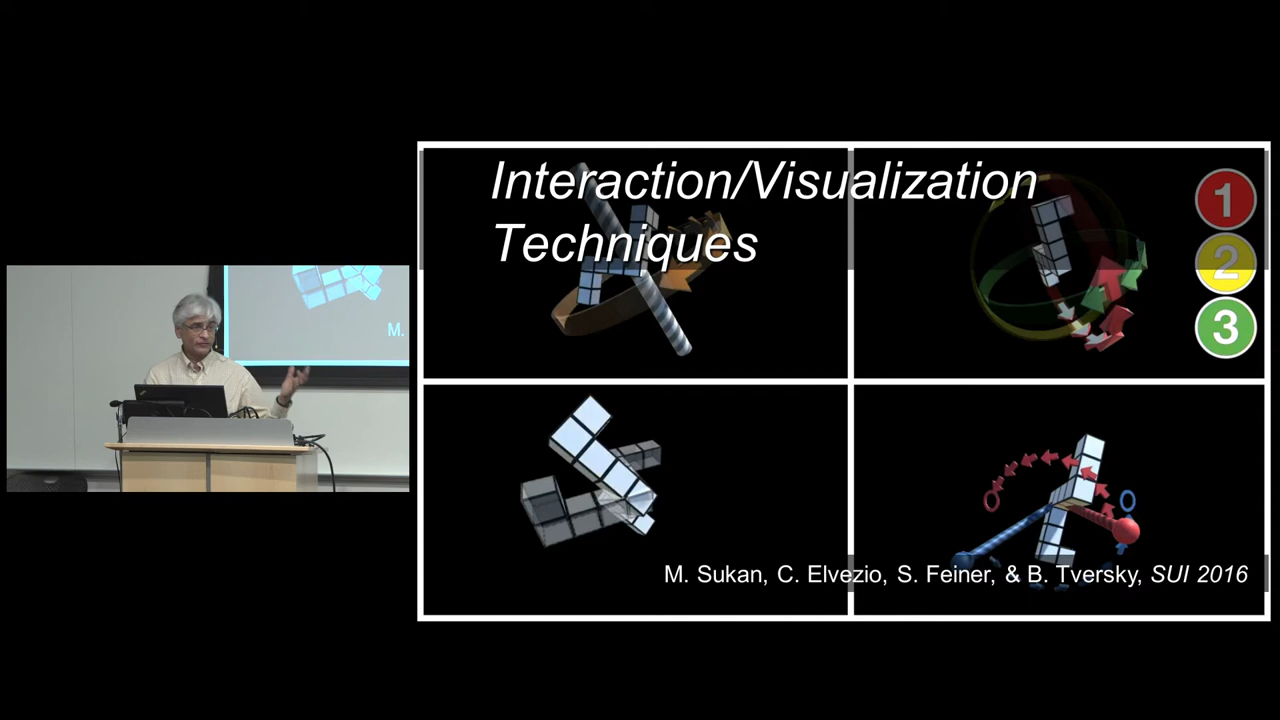 Interaction/Visualization
Techniques
1
2
3
M. Sukan, C. Elvezio, S. Feiner, & B. Tversky, SUI 2016
M.